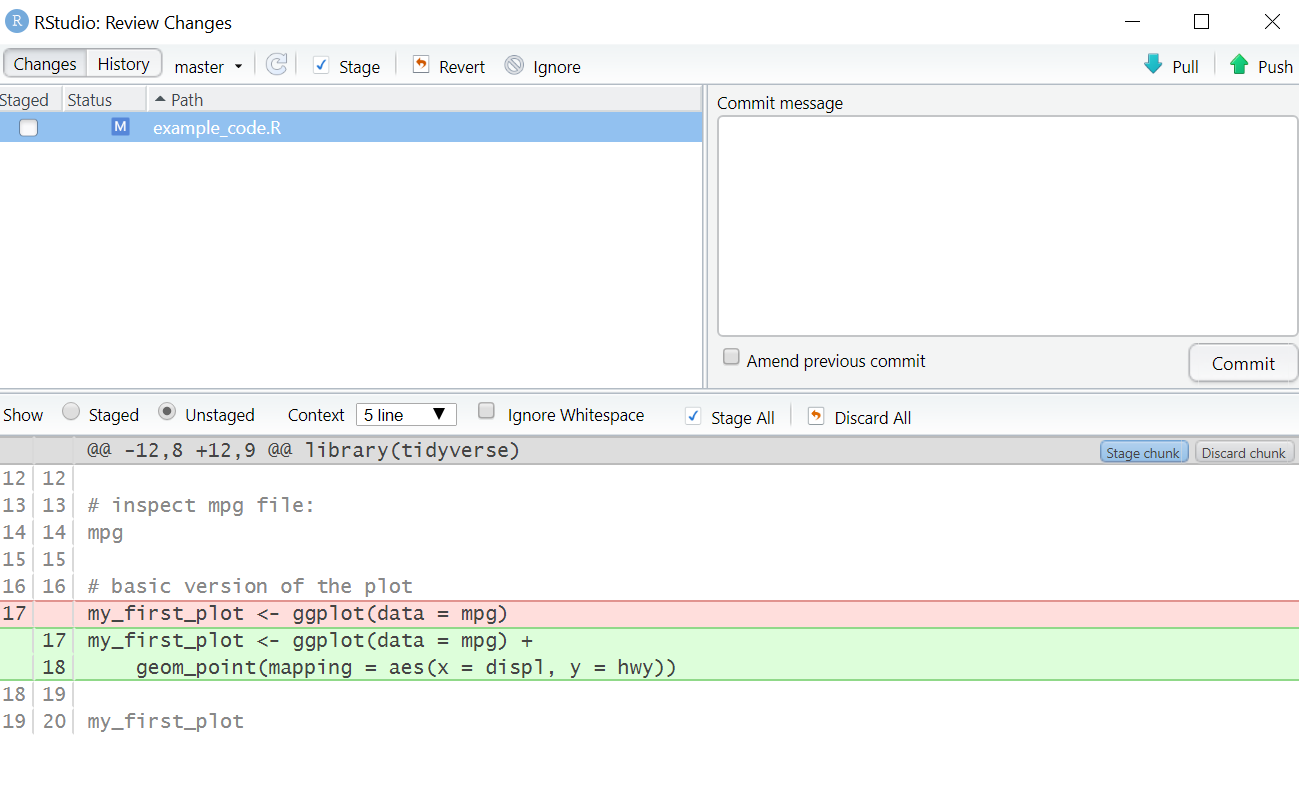 R RStudio: Review Changes
Changes History master Stage Revert Ignore Pull Push
Staged Status Path
M example_code.R
Commit message
Amend previous commit Commit
Show Staged Unstaged Context 5 line Ignore Whitespace Stage All Discard All
@@ -12,8 +12,9 @@ library(tidyverse) Stage chunk Discard chunk
12 12
13 13 # inspect mpg file:
14 14 mpg
15 15
16 16 # basic version of the plot
17 my_first_plot <- ggplot(data = mpg)
17 my_first_plot <- ggplot(data = mpg) +
18 geom_point(mapping = aes(x = displ, y = hwy))
18 19
19 20 my_first_plot